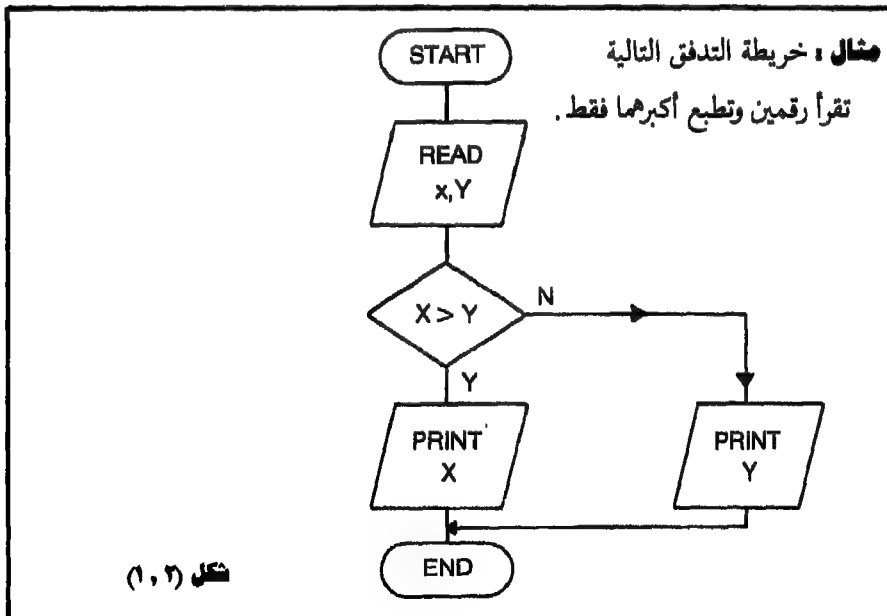 مثال : خريطة التدفق التالية
تقرأ رقمين وتطبع أكبرهما فقط .
START
READ
x,Y
X > Y
N
Y
PRINT
X
PRINT
Y
END
شكل (٢ , ١)